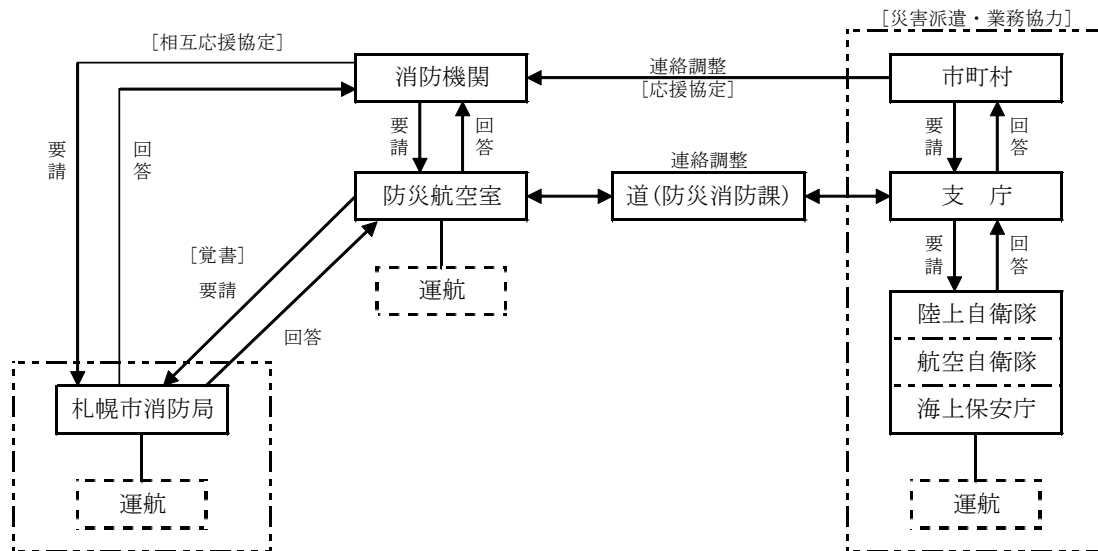 [災害派遣・業務協力]
[相互応援協定]
消防機関
連絡調整
[応援協定]
市町村
要請
回答
要請
回答
要請
回答
連絡調整
防災航空室
道(防災消防課)
支　庁
[覚書]
要請
回答
要請
回答
運航
陸上自衛隊
航空自衛隊
海上保安庁
札幌市消防局
運航
運航